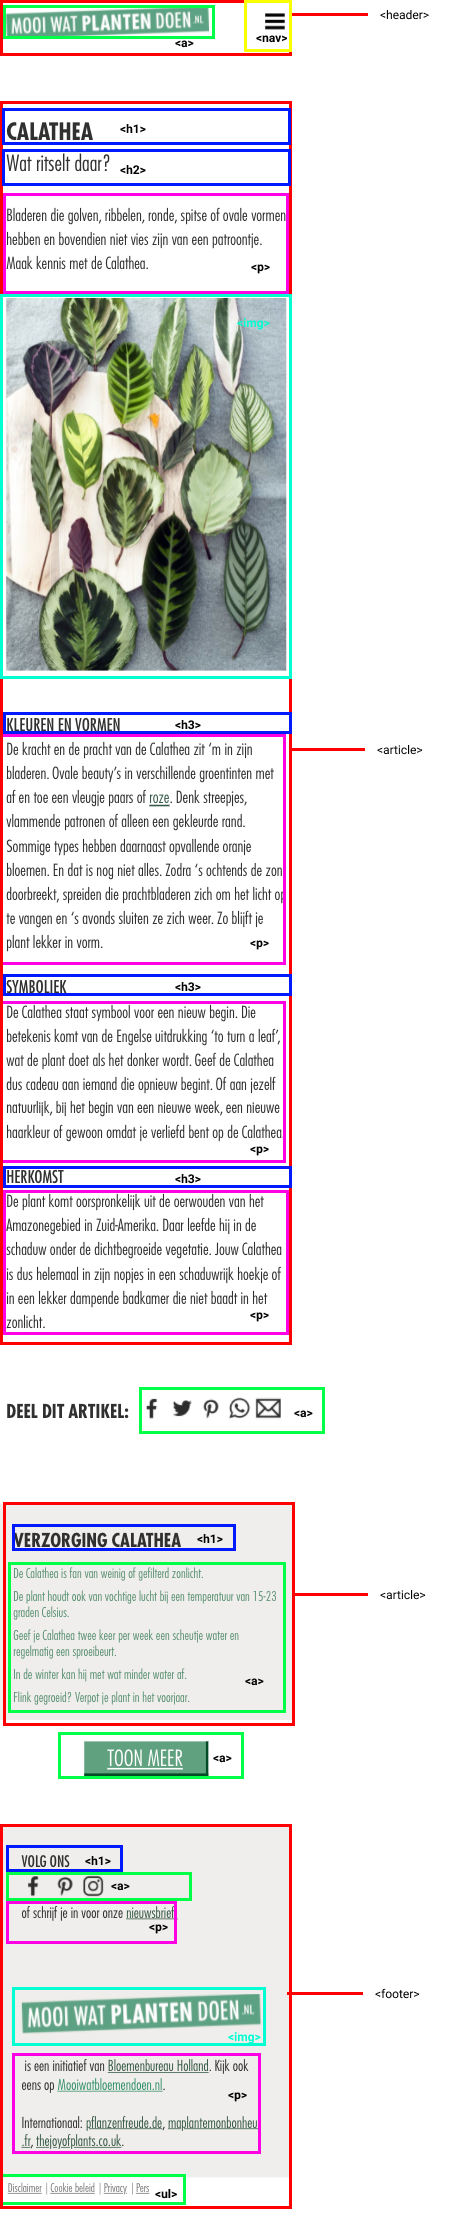 MOOI WAT PLANTEN DOEN .NL
<a>
<nav>
<header>
CALATHEA <h1>
Wat ritselt daar? <h2>
Bladeren die golven, ribbelen, ronde, spitse of ovale vormen
hebben en bovendien niet vies zijn van een patroontje.
Maak kennis met de Calathea.
<p>
<img>
KLEUREN EN VORMEN <h3>
<article>
De kracht en de pracht van de Calathea zit ‘m in zijn
bladeren. Ovale beauty’s in verschillende groentinten met
af en toe een vleugje paars of roze. Denk streepjes,
vlammende patronen of alleen een gekleurde rand.
Sommige types hebben daarnaast opvallende oranje
bloemen. En dat is nog niet alles. Zodra ‘s ochtends de zon
doorbreekt, spreiden die prachtbladeren zich om het licht op
te vangen en ‘s avonds sluiten ze zich weer. Zo blijft je
plant lekker in vorm.
<p>
SYMBOLIEK <h3>
De Calathea staat symbool voor een nieuw begin. Die
betekenis komt van de Engelse uitdrukking ‘to turn a leaf’,
wat de plant doet als het donker wordt. Geef de Calathea
dus cadeau aan iemand die opnieuw begint. Of aan jezelf
natuurlijk, bij het begin van een nieuwe week, een nieuwe
haarkleur of gewoon omdat je verliefd bent op de Calathea
<p>
HERKOMST <h3>
De plant komt oorspronkelijk uit de oerwouden van het
Amazonegebied in Zuid-Amerika. Daar leefde hij in de
schaduw onder de dichtbegroeide vegetatie. Jouw Calathea
is dus helemaal in zijn nopjes in een schaduwrijk hoekje of
in een lekker dampende badkamer die niet baadt in het
zonlicht.
<p>
DEEL DIT ARTIKEL: <a>
VERZORGING CALATHEA <h1>
De Calathea is fan van weinig of gefilterd zonlicht.
De plant houdt ook van vochtige lucht bij een temperatuur van 15-23
graden Celsius.
<article>
Geef je Calathea twee keer per week een scheutje water en
regelmatig een sproeibeurt.
In de winter kan hij met wat minder water af.
<a>
Flink gegroeid? Verpot je plant in het voorjaar.
TOON MEER <a>
VOLG ONS <h1>
<a>
of schrijf je in voor onze nieuwsbrief.
<p>
<footer>
MOOI WAT PLANTEN DOEN .NL
<img>
is een initiatief van Bloemenbureau Holland. Kijk ook
eens op Mooiwatbloemendoen.nl.
<p>
Internationaal: pflanzenfreude.de, maplantemonbonheu
.fr, thejoyofplants.co.uk.
Disclaimer | Cookie beleid | Privacy | Pers <ul>